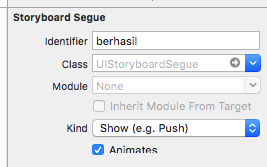 Storyboard Segue
Identifier berhasil
Class UIStoryboardSegue
Module None
Inherit Module From Target
Kind Show (e.g. Push)
Animates